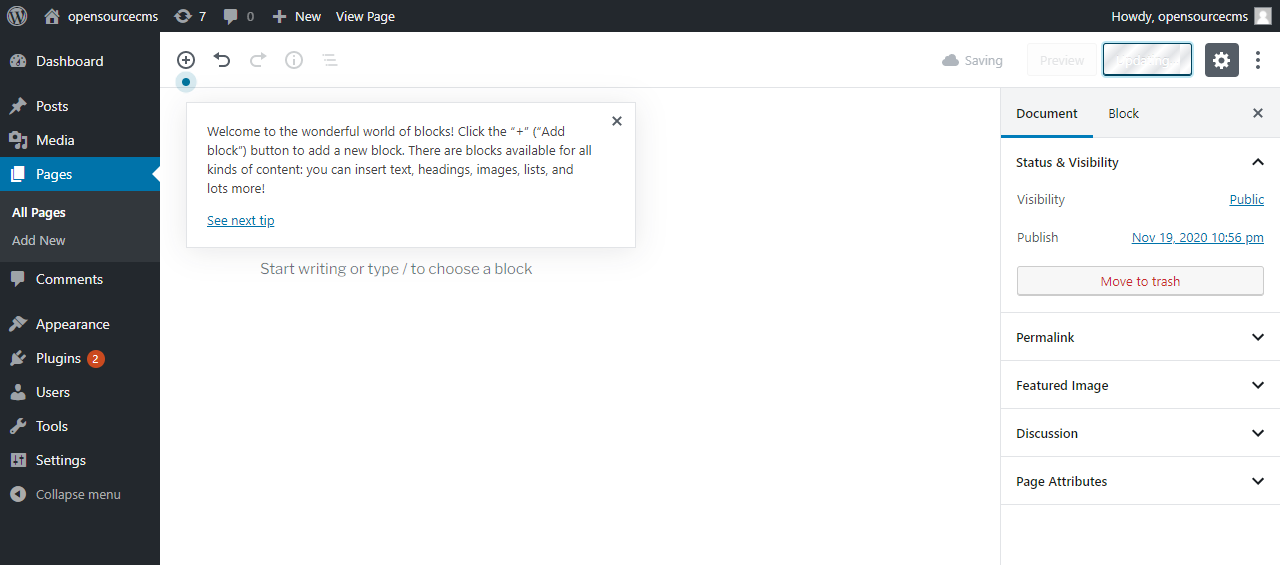 opensourcecms 7 0 New View Page Howdy, opensourcecms
Dashboard
Posts
Media
Pages
All Pages
Add New
Comments
Appearance
Plugins 2
Users
Tools
Settings
Collapse menu
Saving Preview Updating
Welcome to the wonderful world of blocks! Click the “+” (“Add
block”) button to add a new block. There are blocks available for all
kinds of content: you can insert text, headings, images, lists, and
lots more!
See next tip
Start writing or type / to choose a block
Document Block
Status & Visibility
Visibility Public
Publish Nov 19, 2020 10:56 pm
Move to trash
Permalink
Featured Image
Discussion
Page Attributes